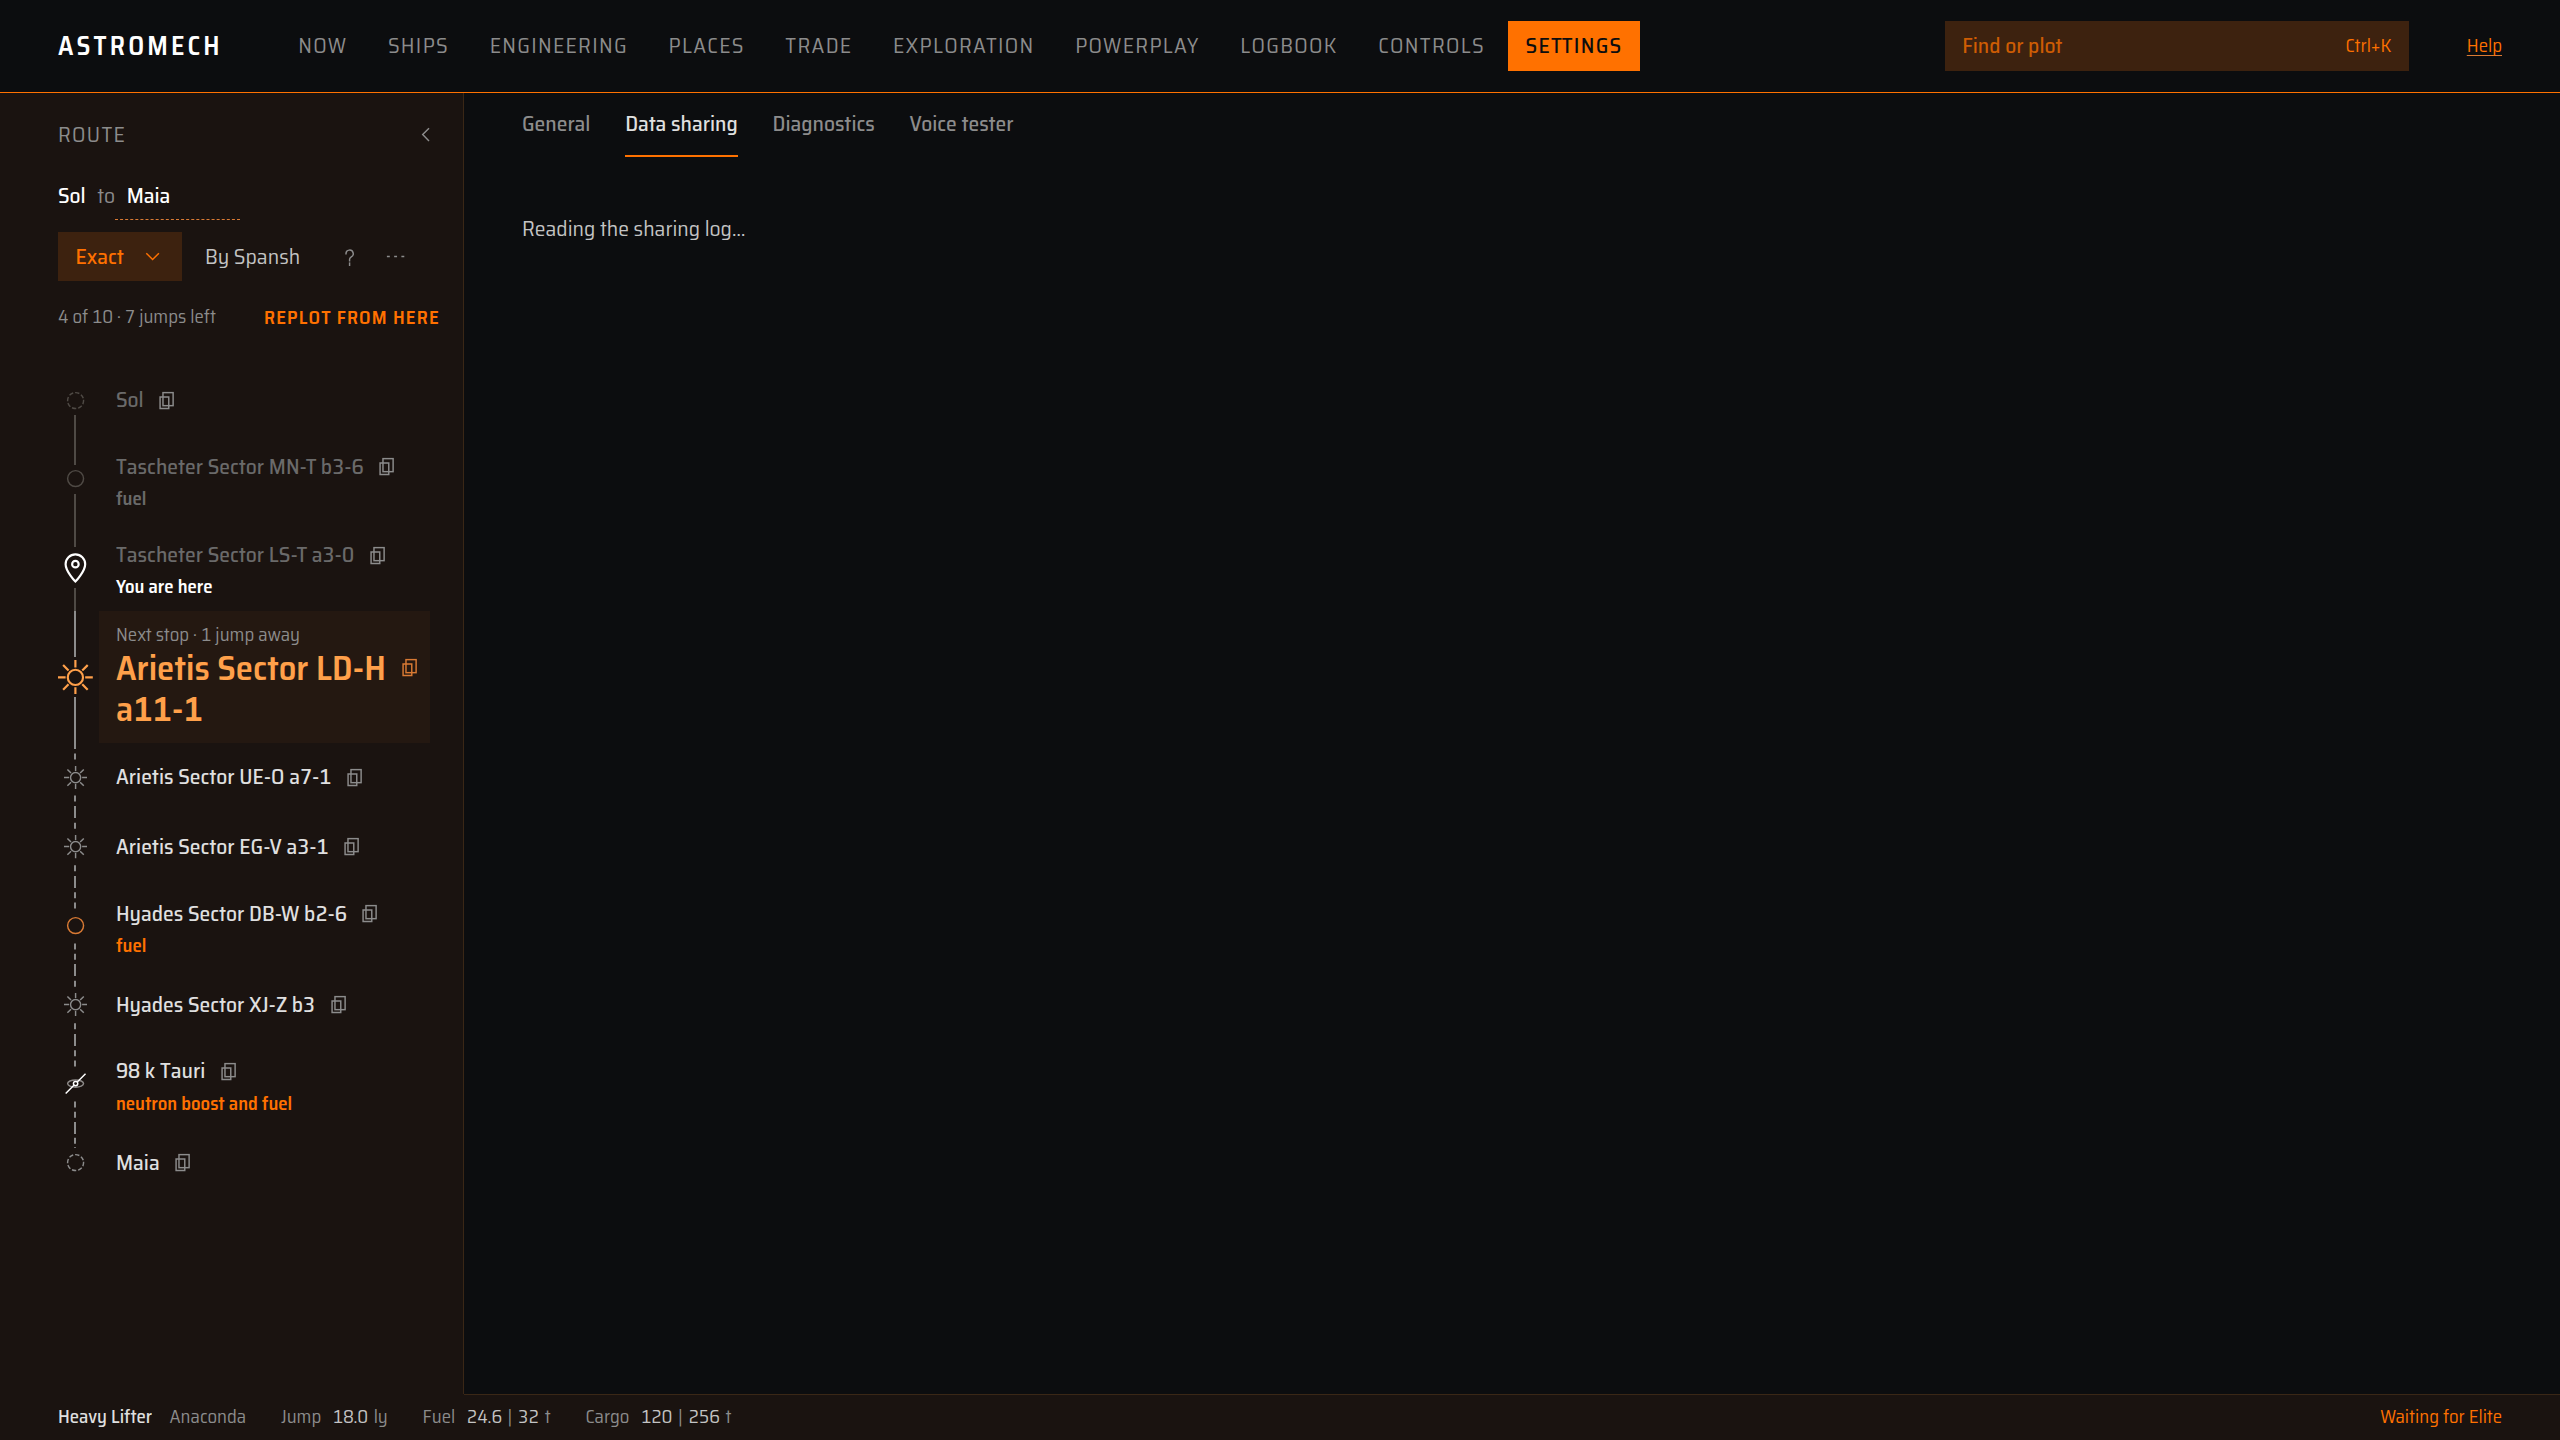 ASTROMECH NOW SHIPS ENGINEERING PLACES TRADE EXPLORATION POWERPLAY LOGBOOK CONTROLS SETTINGS Find or plot Ctrl+K Help
ROUTE
General Data sharing Diagnostics Voice tester
Sol to Maia
Reading the sharing log...
Exact By Spansh ? ---
4 of 10 · 7 jumps left REPLOT FROM HERE
Sol
Tascheter Sector MN-T b3-6
fuel
Tascheter Sector LS-T a3-0
You are here
Next stop · 1 jump away
Arietis Sector LD-H
a11-1
Arietis Sector UE-O a7-1
Arietis Sector EG-V a3-1
Hyades Sector DB-W b2-6
fuel
Hyades Sector XJ-Z b3
98 k Tauri
neutron boost and fuel
Maia
Heavy Lifter Anaconda Jump 18.0 ly Fuel 24.6 | 32 t Cargo 120 | 256 t Waiting for Elite